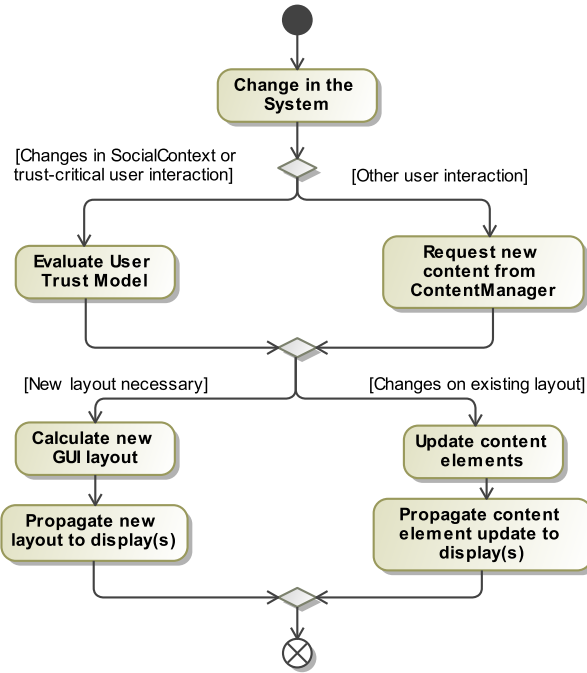 Change in the
System
[Changes in SocialContext or
trust-critical user interaction]
[Other user interaction]
Evaluate User
Trust Model
Request new
content from
ContentManager
[New layout necessary]
[Changes on existing layout]
Calculate new
GUI layout
Update content
elements
Propagate new
layout to display(s)
Propagate content
element update to
display(s)